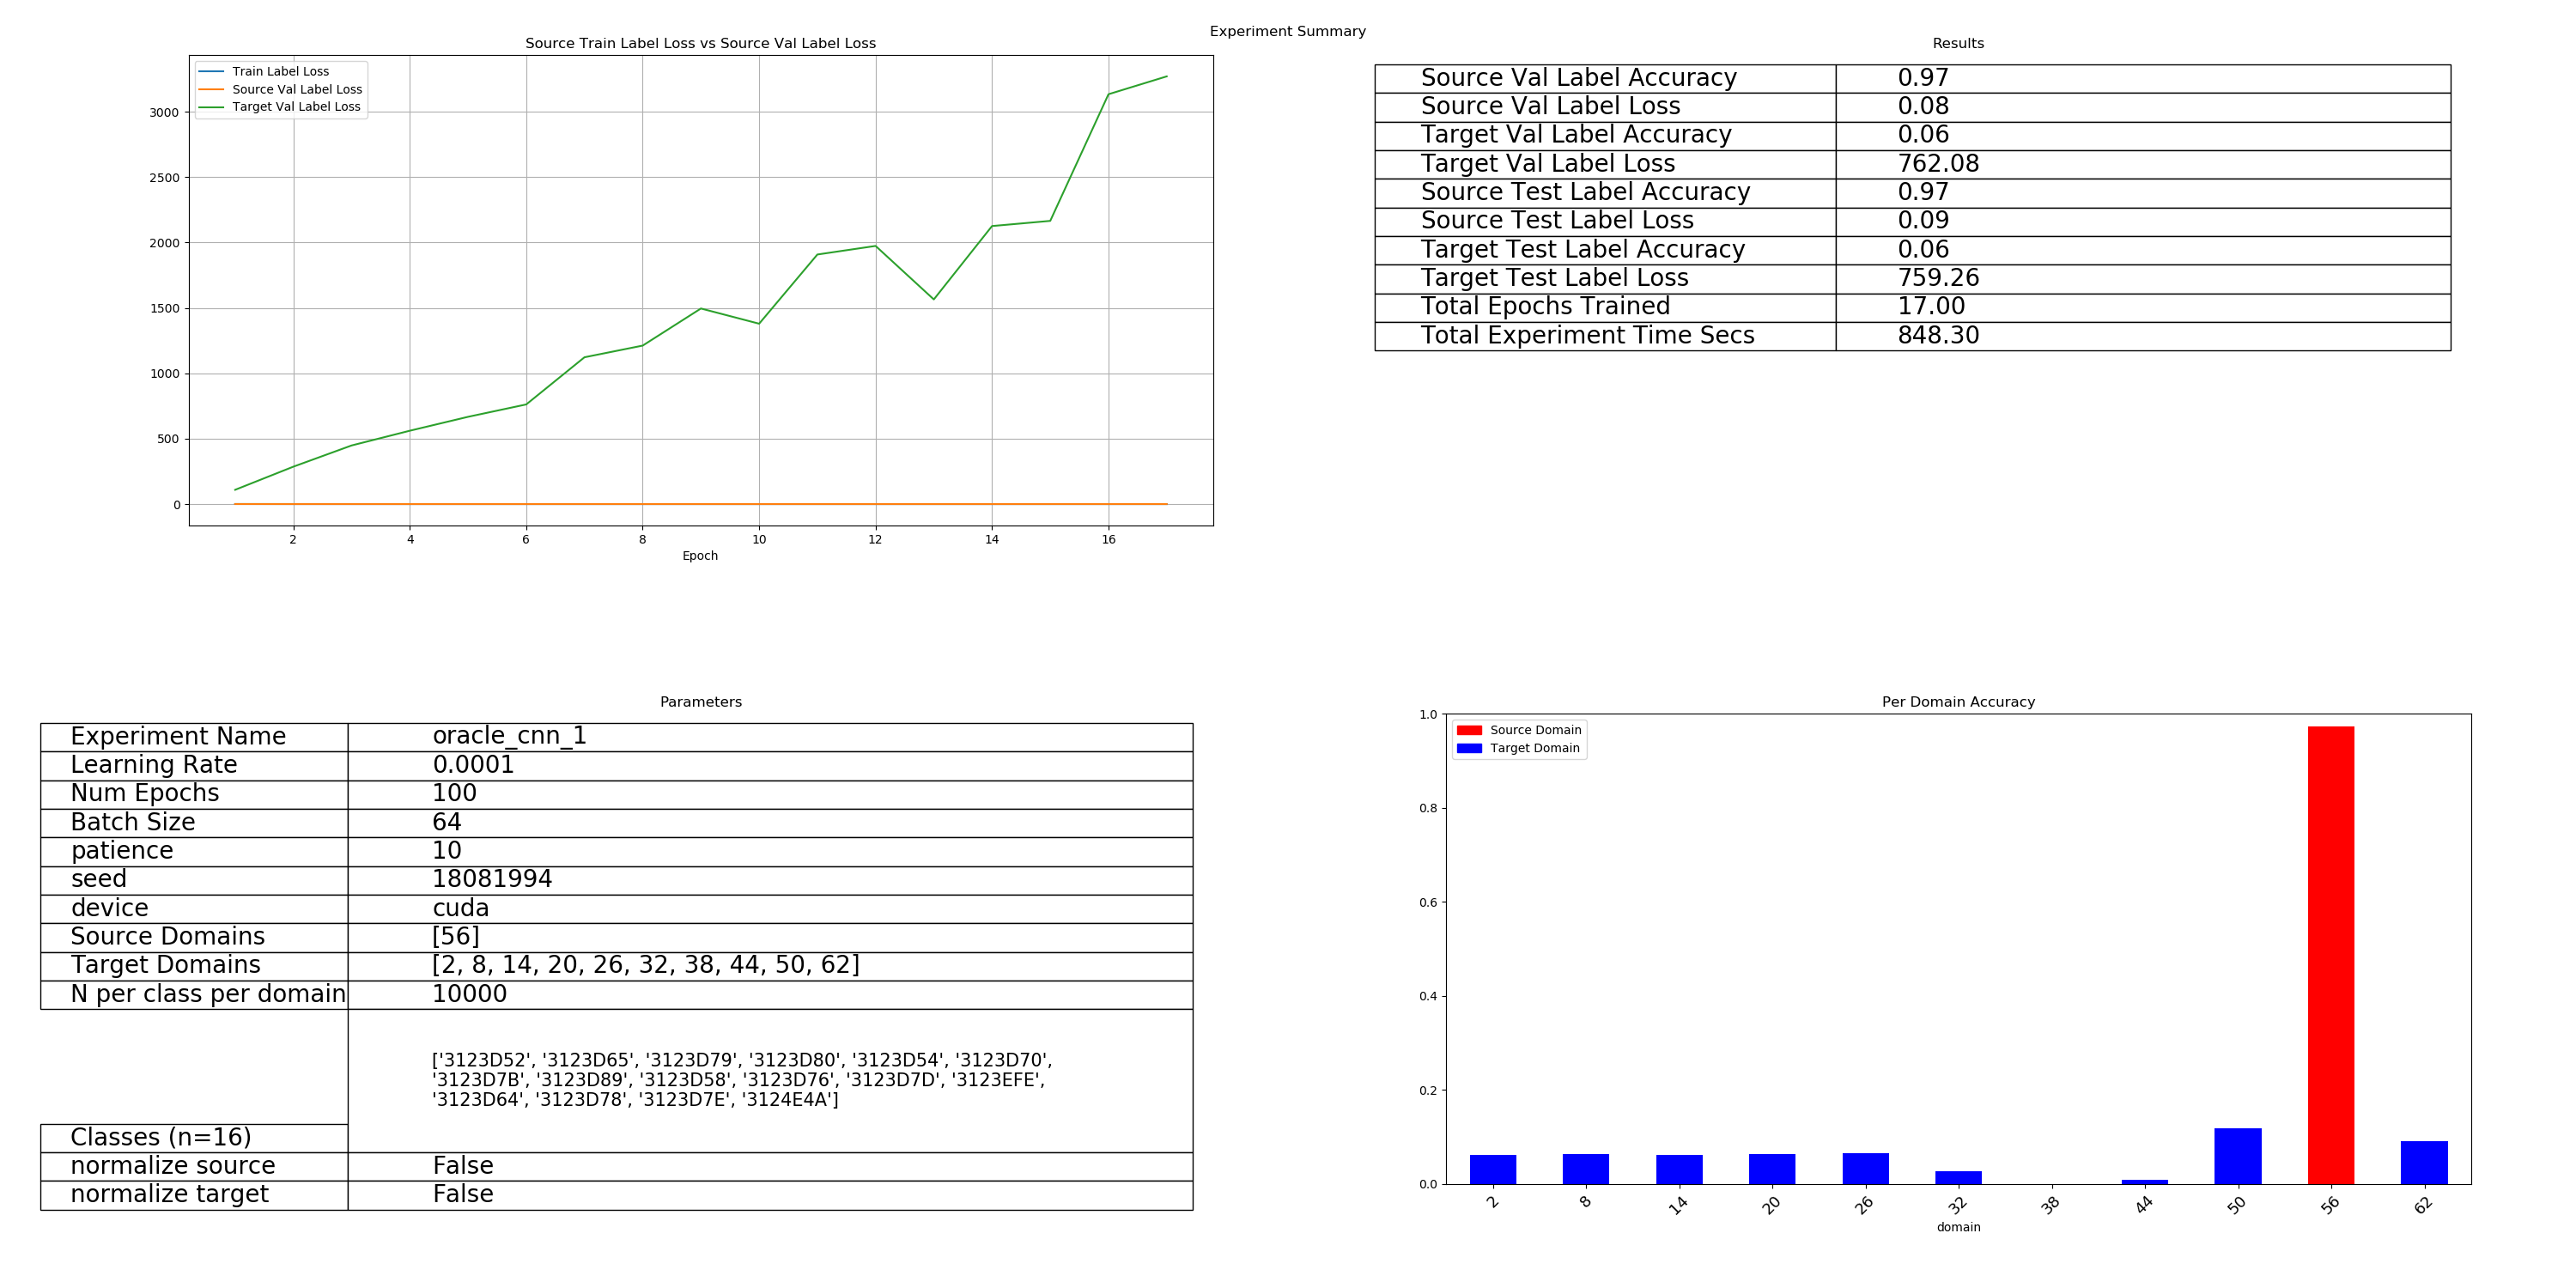 Experiment Summary
Source Train Label Loss vs Source Val Label Loss
Train Label Loss
Source Val Label Loss
Target Val Label Loss
3000
2500
2000
1500
1000
500
0
2 4 6 8 10 12 14 16
Epoch
Results
Source Val Label Accuracy 0.97
Source Val Label Loss 0.08
Target Val Label Accuracy 0.06
Target Val Label Loss 762.08
Source Test Label Accuracy 0.97
Source Test Label Loss 0.09
Target Test Label Accuracy 0.06
Target Test Label Loss 759.26
Total Epochs Trained 17.00
Total Experiment Time Secs 848.30
Parameters
Experiment Name oracle_cnn_1
Learning Rate 0.0001
Num Epochs 100
Batch Size 64
patience 10
seed 18081994
device cuda
Source Domains [56]
Target Domains [2, 8, 14, 20, 26, 32, 38, 44, 50, 62]
N per class per domain 10000
['3123D52', '3123D65', '3123D79', '3123D80', '3123D54', '3123D70',
'3123D7B', '3123D89', '3123D58', '3123D76', '3123D7D', '3123EFE',
'3123D64', '3123D78', '3123D7E', '3124E4A']
Classes (n=16)
normalize source False
normalize target False
Per Domain Accuracy
Source Domain
Target Domain
1.0
0.8
0.6
0.4
0.2
0.0
2 8 14 20 26 32 38 44 50 56 62
domain